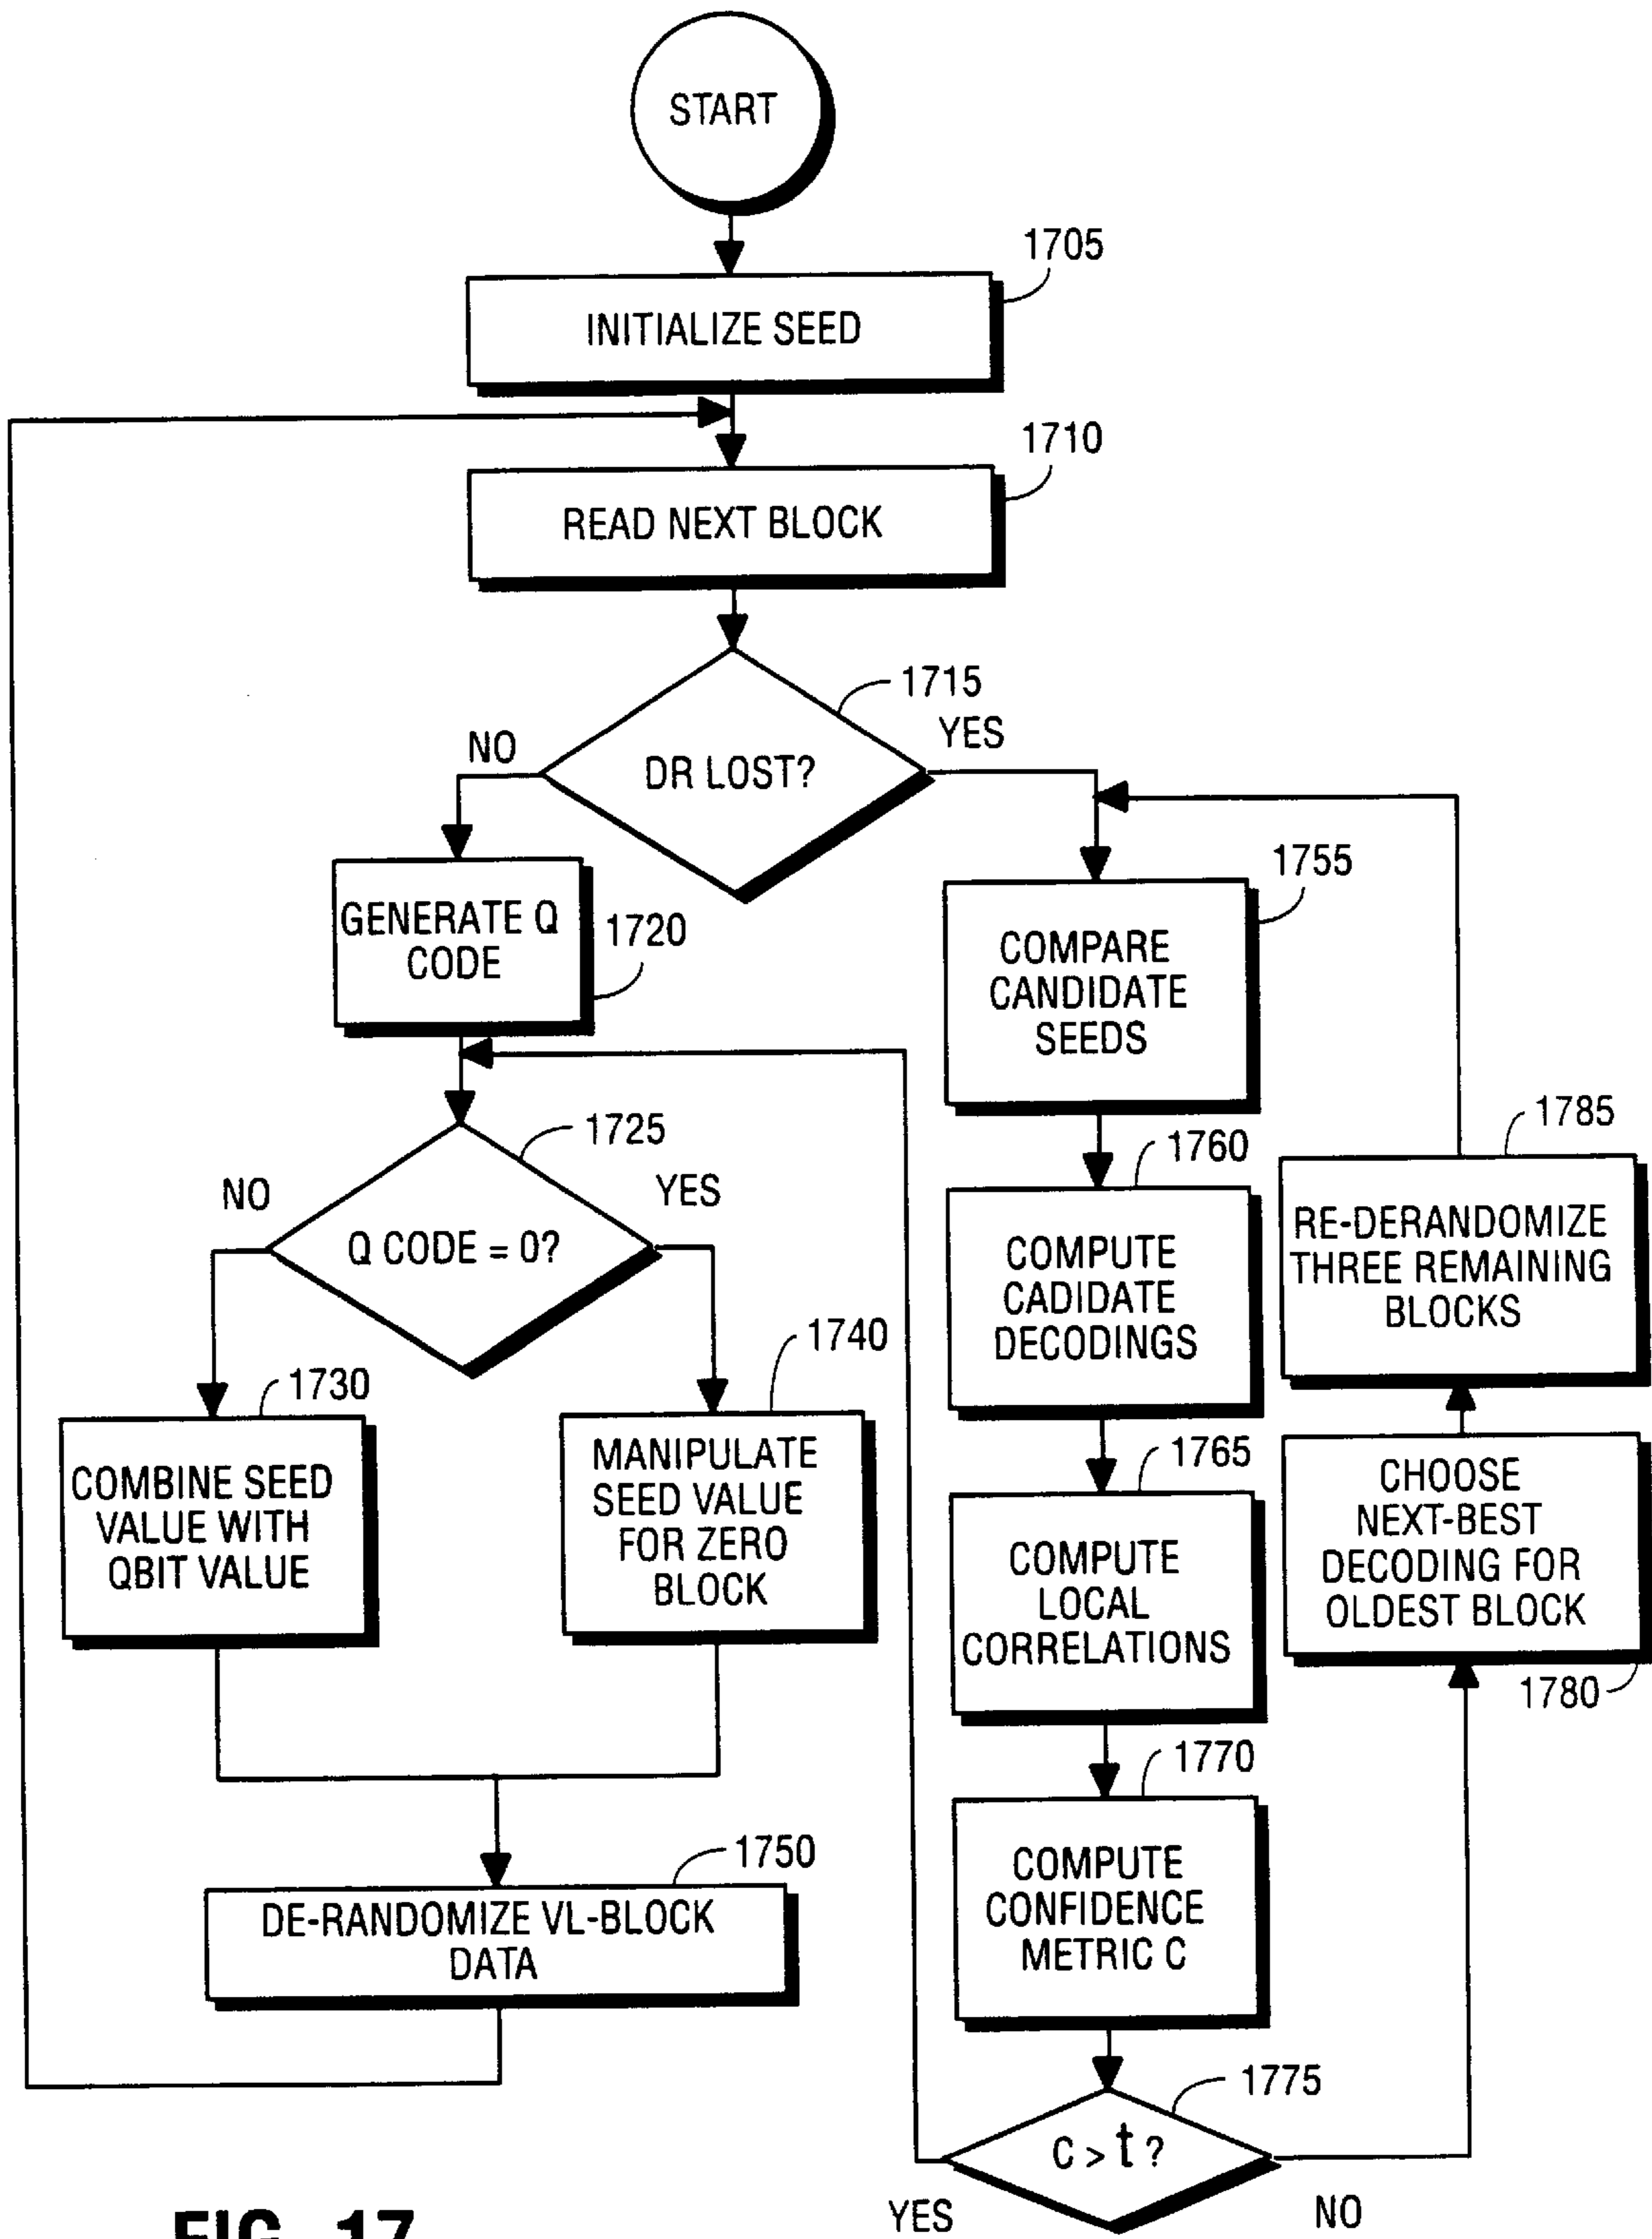 START
1705
INITIALIZE SEED
1710
READ NEXT BLOCK
1715
NO
YES
DR LOST?
1755
GENERATE Q
CODE
1720
COMPARE
CANDIDATE
SEEDS
1725
NO
YES
Q CODE = 0?
1760
COMPUTE
CADIDATE
DECODINGS
1785
RE-DERANDOMIZE
THREE REMAINING
BLOCKS
1730
COMBINE SEED
VALUE WITH
QBIT VALUE
1740
MANIPULATE
SEED VALUE
FOR ZERO
BLOCK
1765
COMPUTE
LOCAL
CORRELATIONS
CHOOSE
NEXT-BEST
DECODING FOR
OLDEST BLOCK
1780
1750
DE-RANDOMIZE VL-BLOCK
DATA
1770
COMPUTE
CONFIDENCE
METRIC C
1775
C > t ?
YES
NO
FIG. 17